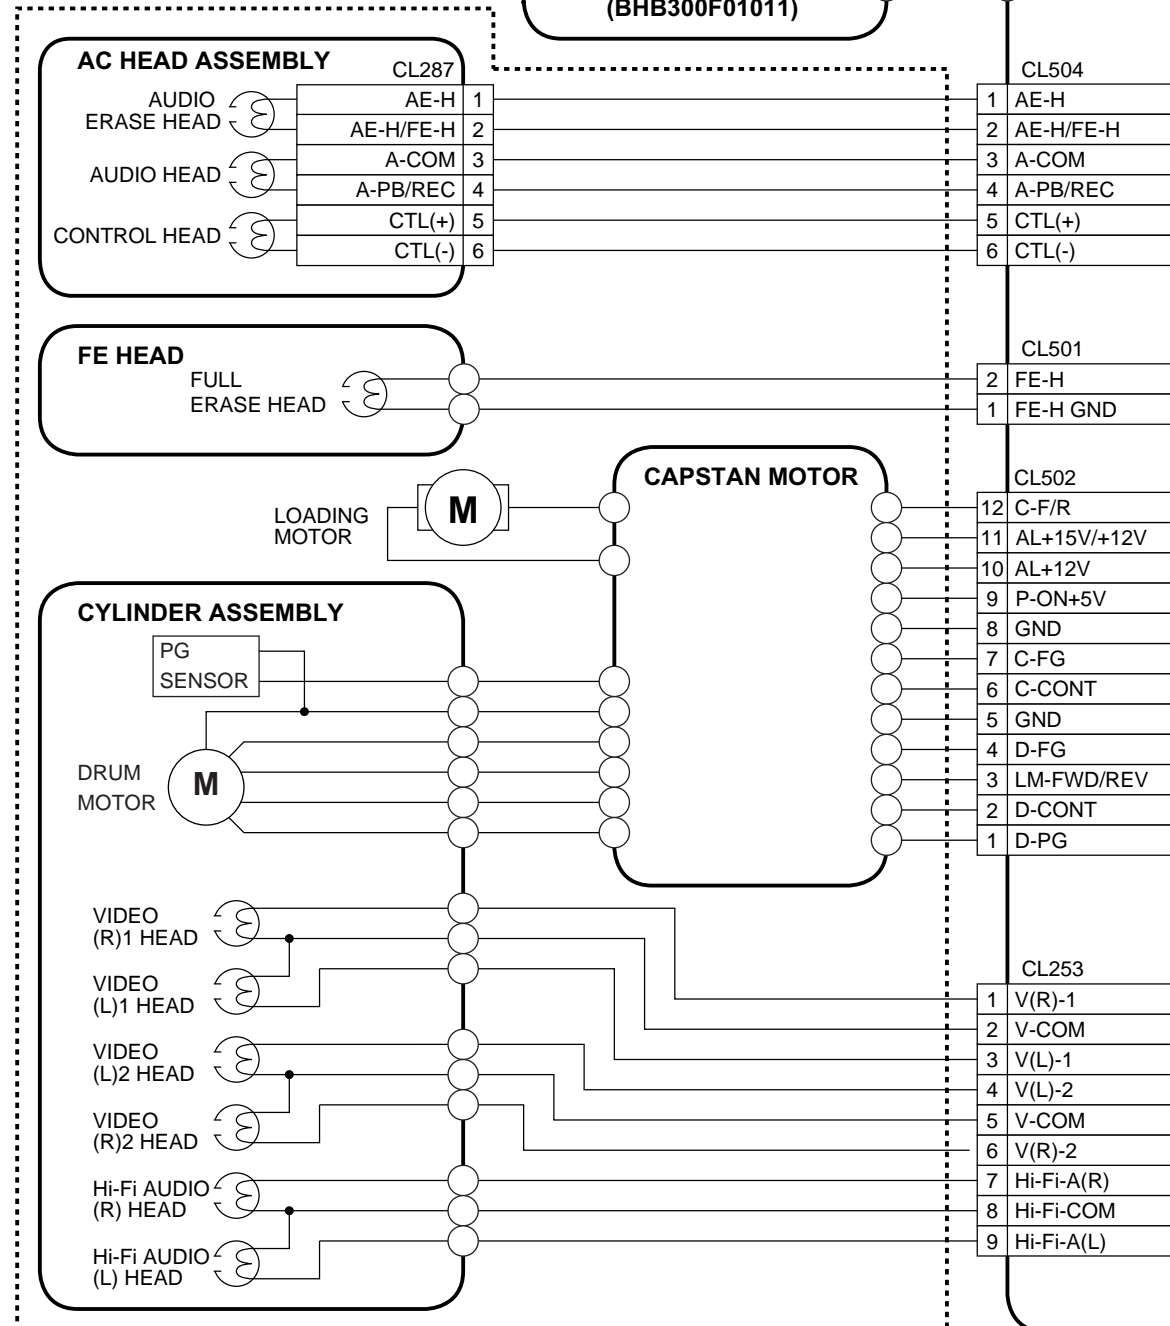 (BHB300F01011)
AC HEAD ASSEMBLY
CL287
AUDIO
ERASE HEAD
AUDIO HEAD
CONTROL HEAD
AE-H 1
AE-H/FE-H 2
A-COM 3
A-PB/REC 4
CTL(+) 5
CTL(-) 6
CL504
1 AE-H
2 AE-H/FE-H
3 A-COM
4 A-PB/REC
5 CTL(+)
6 CTL(-)
FE HEAD
FULL
ERASE HEAD
CL501
2 FE-H
1 FE-H GND
LOADING
MOTOR
M
CAPSTAN MOTOR
CL502
12 C-F/R
11 AL+15V/+12V
10 AL+12V
9 P-ON+5V
8 GND
7 C-FG
6 C-CONT
5 GND
4 D-FG
3 LM-FWD/REV
2 D-CONT
1 D-PG
CYLINDER ASSEMBLY
PG
SENSOR
DRUM
MOTOR
M
VIDEO
(R)1 HEAD
VIDEO
(L)1 HEAD
VIDEO
(L)2 HEAD
VIDEO
(R)2 HEAD
Hi-Fi AUDIO
(R) HEAD
Hi-Fi AUDIO
(L) HEAD
CL253
1 V(R)-1
2 V-COM
3 V(L)-1
4 V(L)-2
5 V-COM
6 V(R)-2
7 Hi-Fi-A(R)
8 Hi-Fi-COM
9 Hi-Fi-A(L)